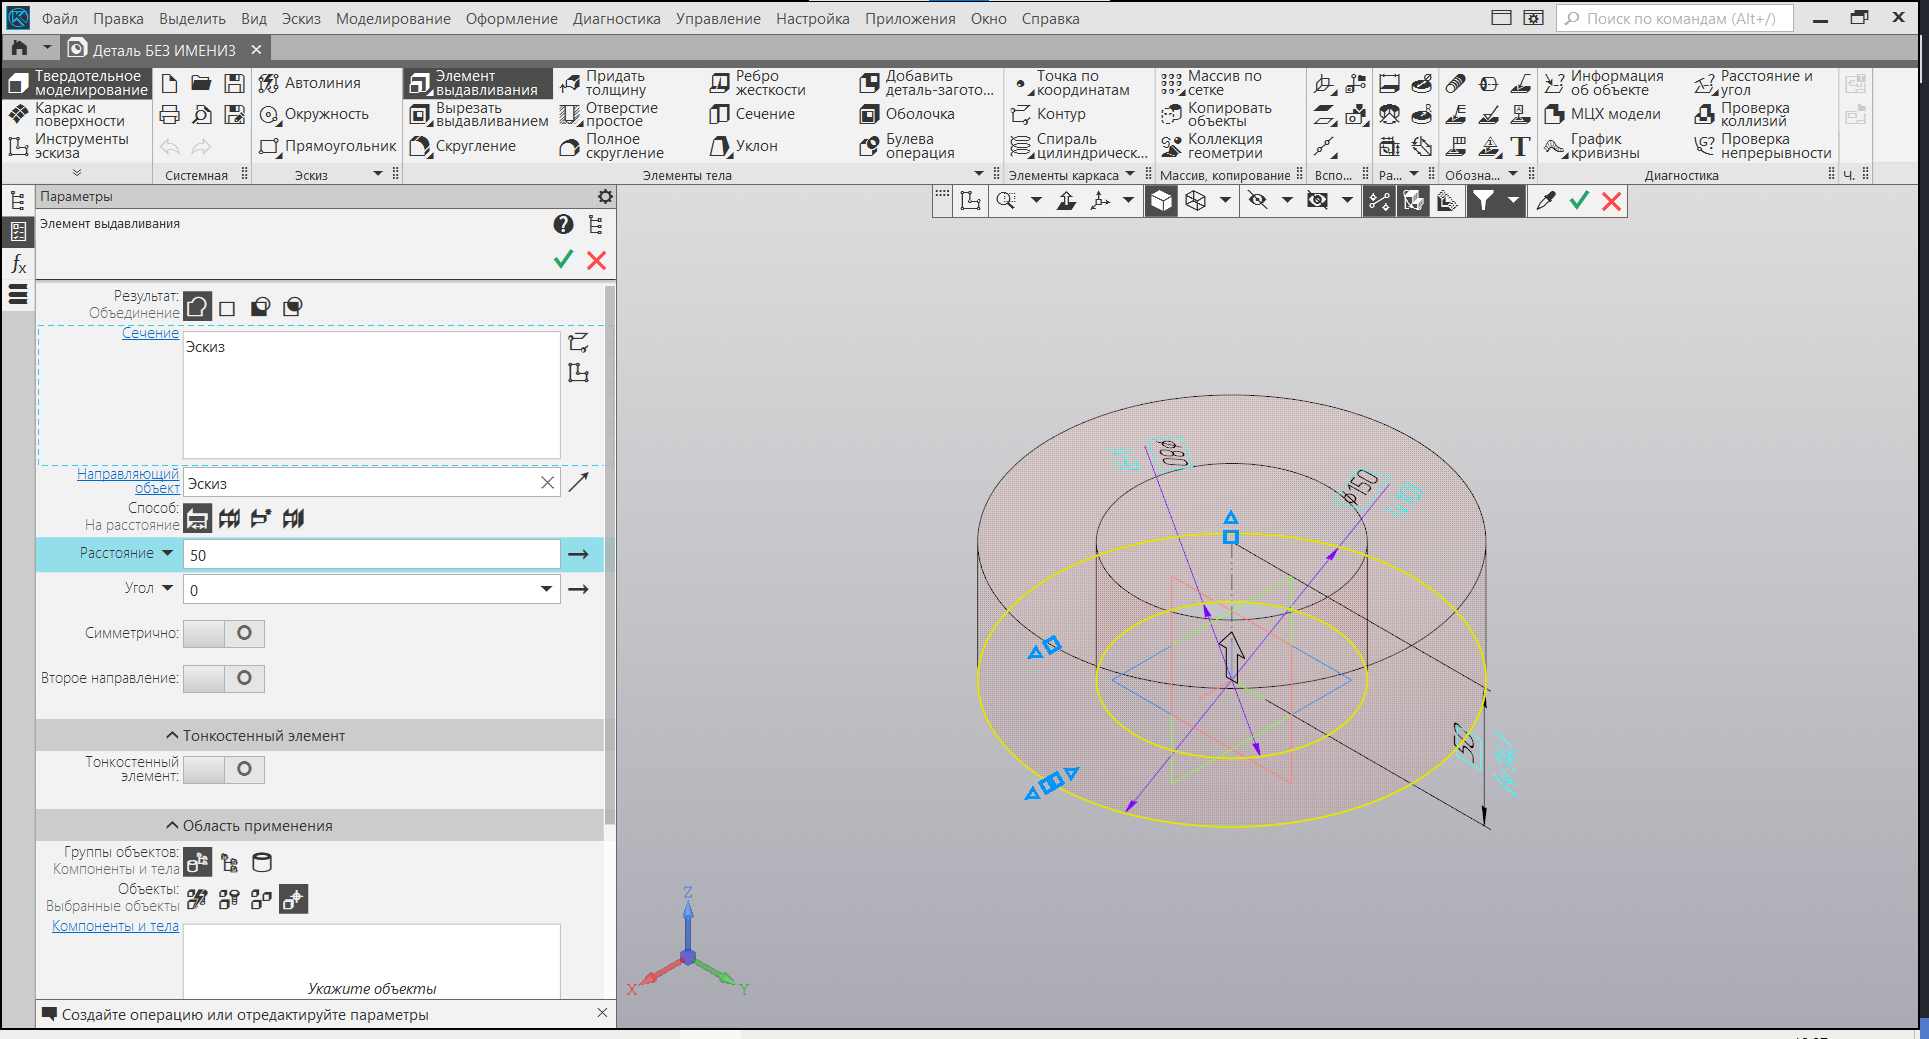 Файл Правка Выделить Вид Эскиз Моделирование Оформление Диагностика Управление Настройка Приложения Окно Справка Поиск по командам (Alt+/)
Деталь БЕЗ ИМЕНИ3
Твердотельное моделирование
Каркас и поверхности
Инструменты эскиза
Системная
Автолиния
Окружность
Прямоугольник
Эскиз
Элемент выдавливания
Вырезать выдавливанием
Скругление
Придать толщину
Отверстие простое
Полное скругление
Ребро жесткости
Сечение
Уклон
Добавить деталь-загото...
Оболочка
Булева операция
Элементы тела
Точка по координатам
Контур
Спираль цилиндрическ...
Элементы каркаса
Массив по сетке
Копировать объекты
Коллекция геометрии
Массив, копирование
Вспо...
Ра...
Обозна...
Информация об объекте
МЦХ модели
График кривизны
Расстояние и угол
Проверка коллизий
Проверка непрерывности
Диагностика
Ч.
Параметры
Элемент выдавливания
Результат:
Объединение
Сечение
Эскиз
Направляющий объект
Эскиз
Способ:
На расстояние
Расстояние 50
Угол 0
Симметрично:
Второе направление:
Тонкостенный элемент
Тонкостенный элемент:
Область применения
Группы объектов:
Компоненты и тела
Объекты:
Выбранные объекты
Компоненты и тела
Укажите объекты
Создайте операцию или отредактируйте параметры
ϕ80
ϕ150
50
Z
X
Y